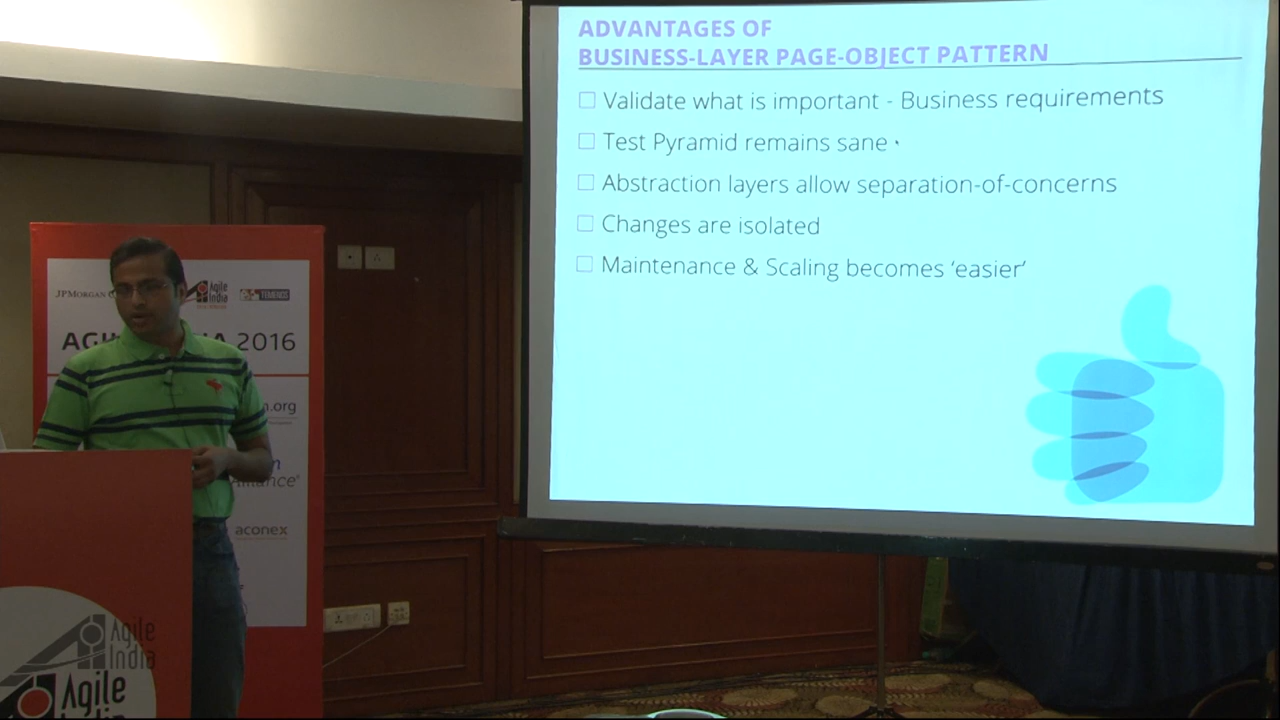 ADVANTAGES OF
BUSINESS-LAYER PAGE-OBJECT PATTERN
Validate what is important - Business requirements
Test Pyramid remains sane
Abstraction layers allow separation-of-concerns
Changes are isolated
Maintenance & Scaling becomes ‘easier’
JPMORGAN
Agile
India
TEMENOS
2016
aconex
Agile
India
Agile